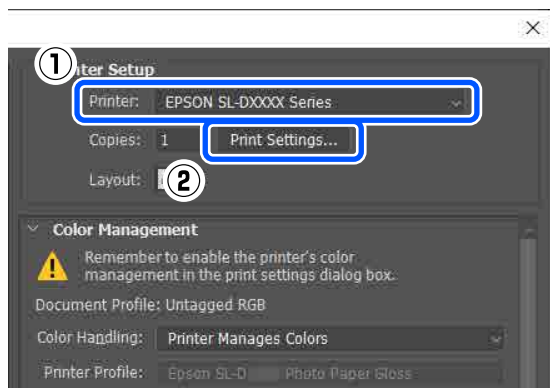 ①
nter Setup
Printer: EPSON SL-DXXXX Series
Copies: 1 Print Settings...
Layout: ②
Color Management
Remember to enable the printer's color
management in the print settings dialog box.
Document Profile: Untagged RGB
Color Handling: Printer Manages Colors
Printer Profile: Epson SL-D Photo Paper Gloss